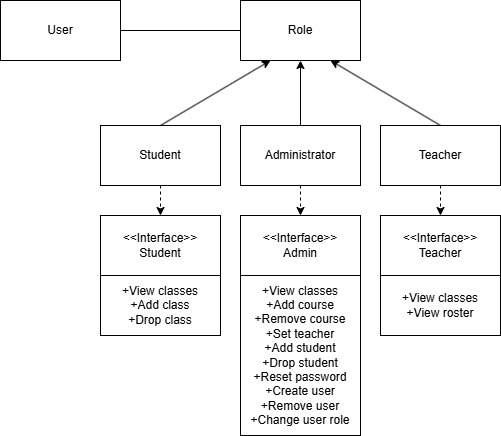 User
Role
Student
Administrator
Teacher
<<Interface>>
Student
+View classes
+Add class
+Drop class
<<Interface>>
Admin
+View classes
+Add course
+Remove course
+Set teacher
+Add student
+Drop student
+Reset password
+Create user
+Remove user
+Change user role
<<Interface>>
Teacher
+View classes
+View roster